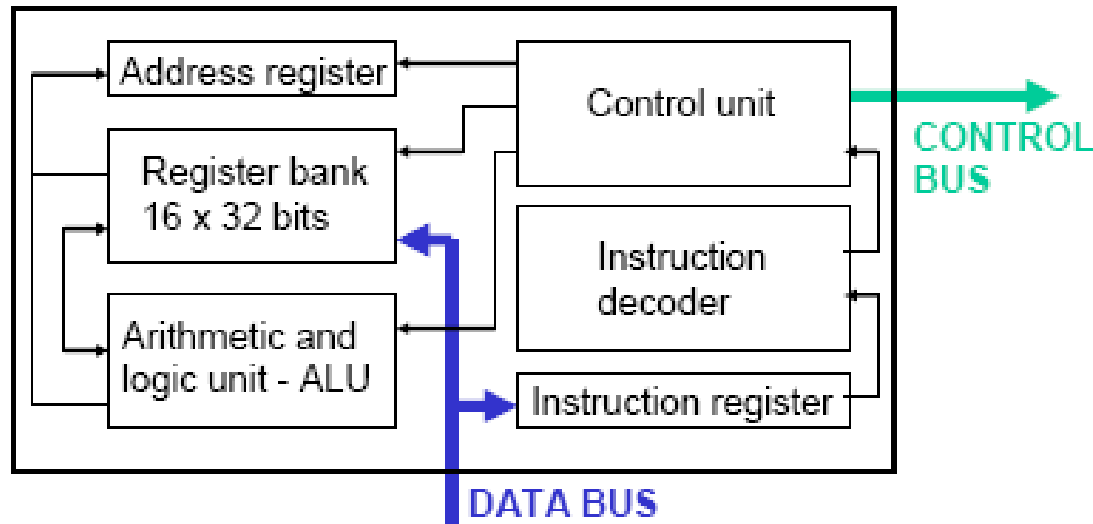 Address register
Control unit
CONTROL
BUS
Register bank
16 x 32 bits
Instruction
decoder
Arithmetic and
logic unit - ALU
Instruction register
DATA BUS